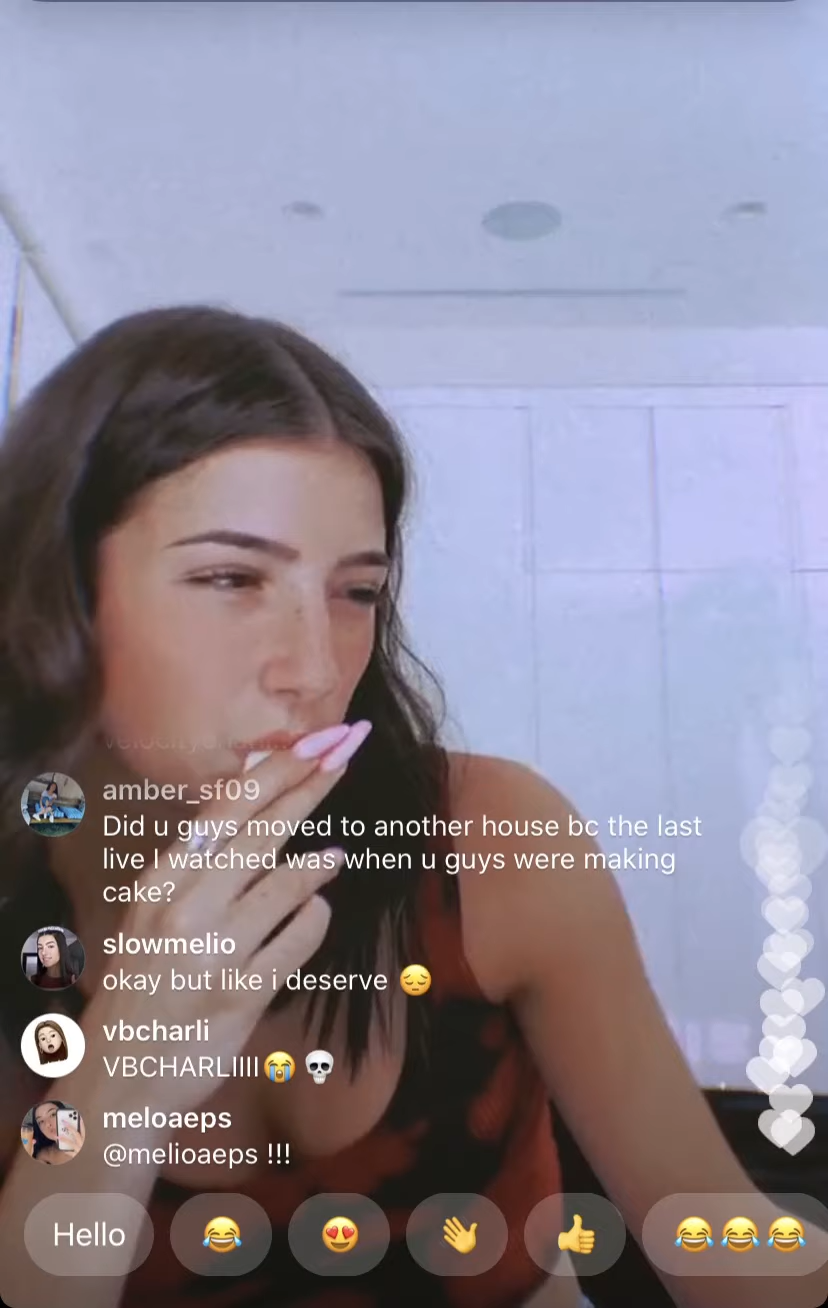 amber_sf09
Did u guys moved to another house bc the last
live I watched was when u guys were making
cake?
slowmelio
okay but like i deserve 😔
vbcharli
VBCHARLIIII😭💀
meloaeps
@melioaeps !!!
Hello 😂 😍 👋 👍 😂😂😂